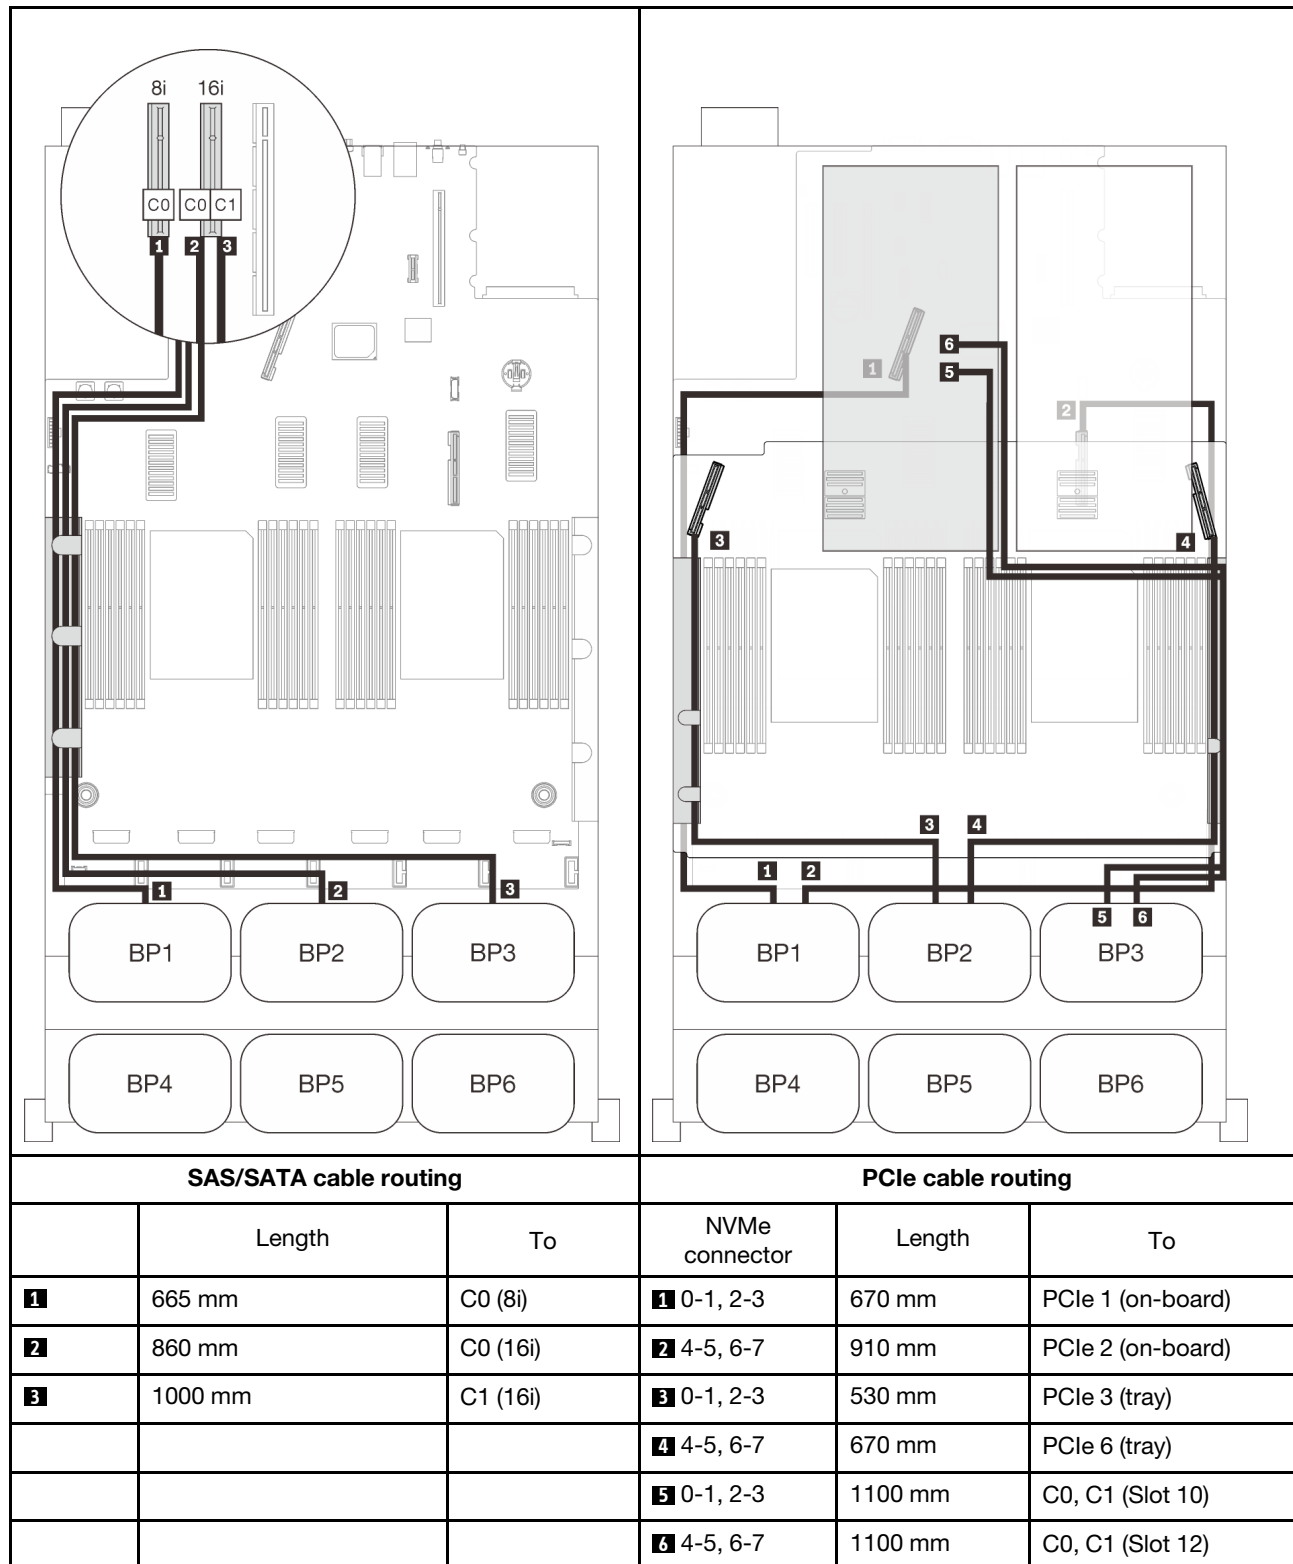 8i 16i
C0 C0 C1
1 2 3
1 2 3
BP1 BP2 BP3
BP4 BP5 BP6
6
1 5
2
3 4
3 4
1 2
5 6
BP1 BP2 BP3
BP4 BP5 BP6
SAS/SATA cable routing PCIe cable routing
Length To NVMe connector Length To
1 665 mm C0 (8i) 1 0-1, 2-3 670 mm PCIe 1 (on-board)
2 860 mm C0 (16i) 2 4-5, 6-7 910 mm PCIe 2 (on-board)
3 1000 mm C1 (16i) 3 0-1, 2-3 530 mm PCIe 3 (tray)
4 4-5, 6-7 670 mm PCIe 6 (tray)
5 0-1, 2-3 1100 mm C0, C1 (Slot 10)
6 4-5, 6-7 1100 mm C0, C1 (Slot 12)